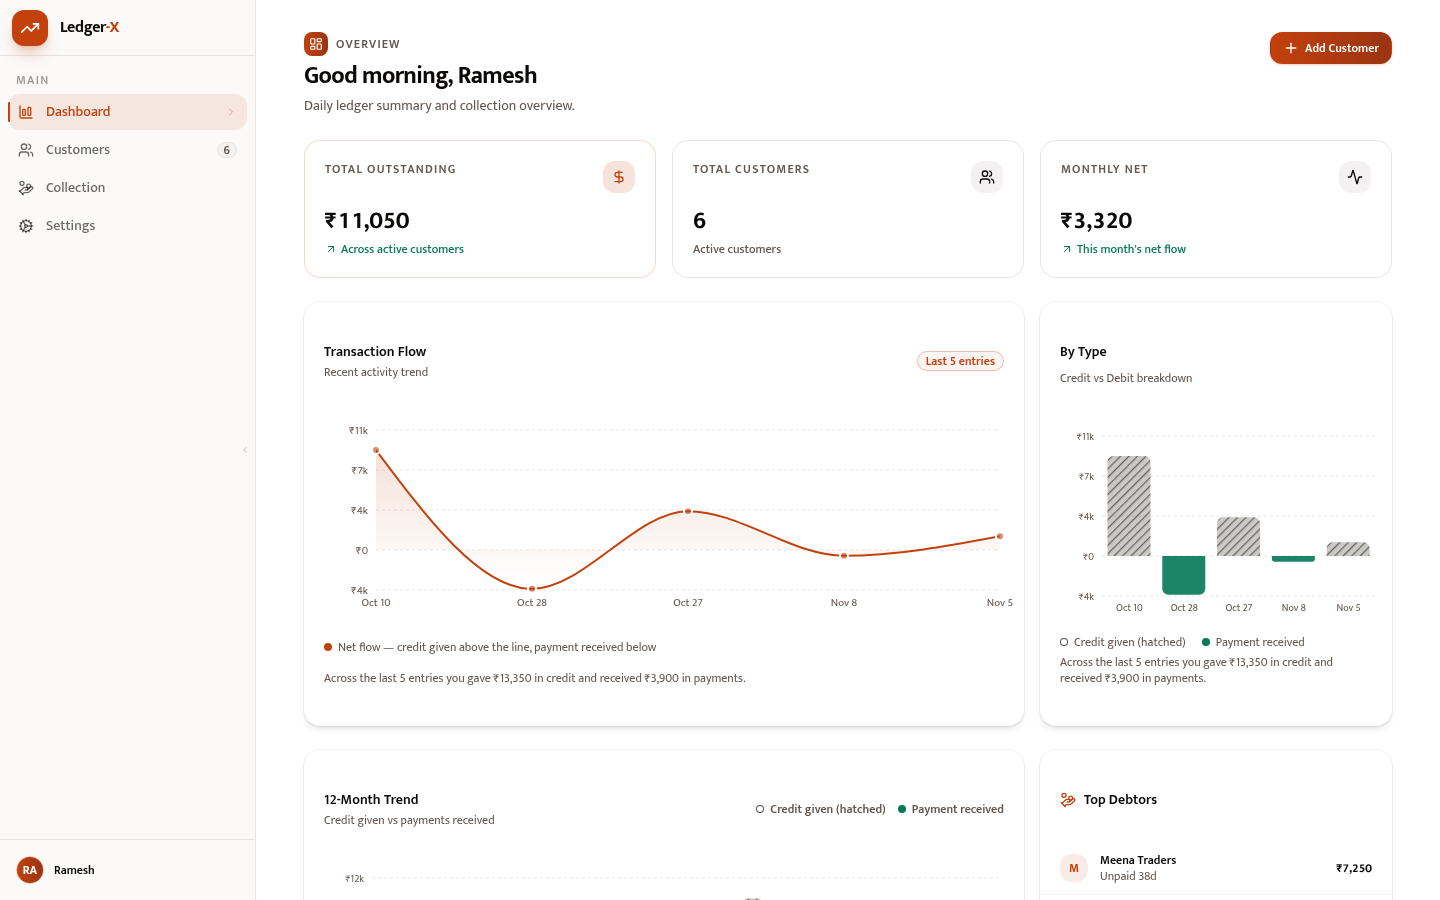 Ledger-X
MAIN
Dashboard
Customers
6
Collection
Settings
RA
Ramesh
OVERVIEW
Good morning, Ramesh
Daily ledger summary and collection overview.
Add Customer
TOTAL OUTSTANDING
₹11,050
Across active customers
TOTAL CUSTOMERS
6
Active customers
MONTHLY NET
₹3,320
This month's net flow
Transaction Flow
Recent activity trend
Last 5 entries
₹11k
₹7k
₹4k
₹0
₹4k
Oct 10
Oct 28
Oct 27
Nov 8
Nov 5
Net flow — credit given above the line, payment received below
Across the last 5 entries you gave ₹13,350 in credit and received ₹3,900 in payments.
By Type
Credit vs Debit breakdown
₹11k
₹7k
₹4k
₹0
₹4k
Oct 10
Oct 28
Oct 27
Nov 8
Nov 5
Credit given (hatched)
Payment received
Across the last 5 entries you gave ₹13,350 in credit and
received ₹3,900 in payments.
12-Month Trend
Credit given vs payments received
Credit given (hatched)
Payment received
₹12k
Top Debtors
M
Meena Traders
Unpaid 38d
₹7,250